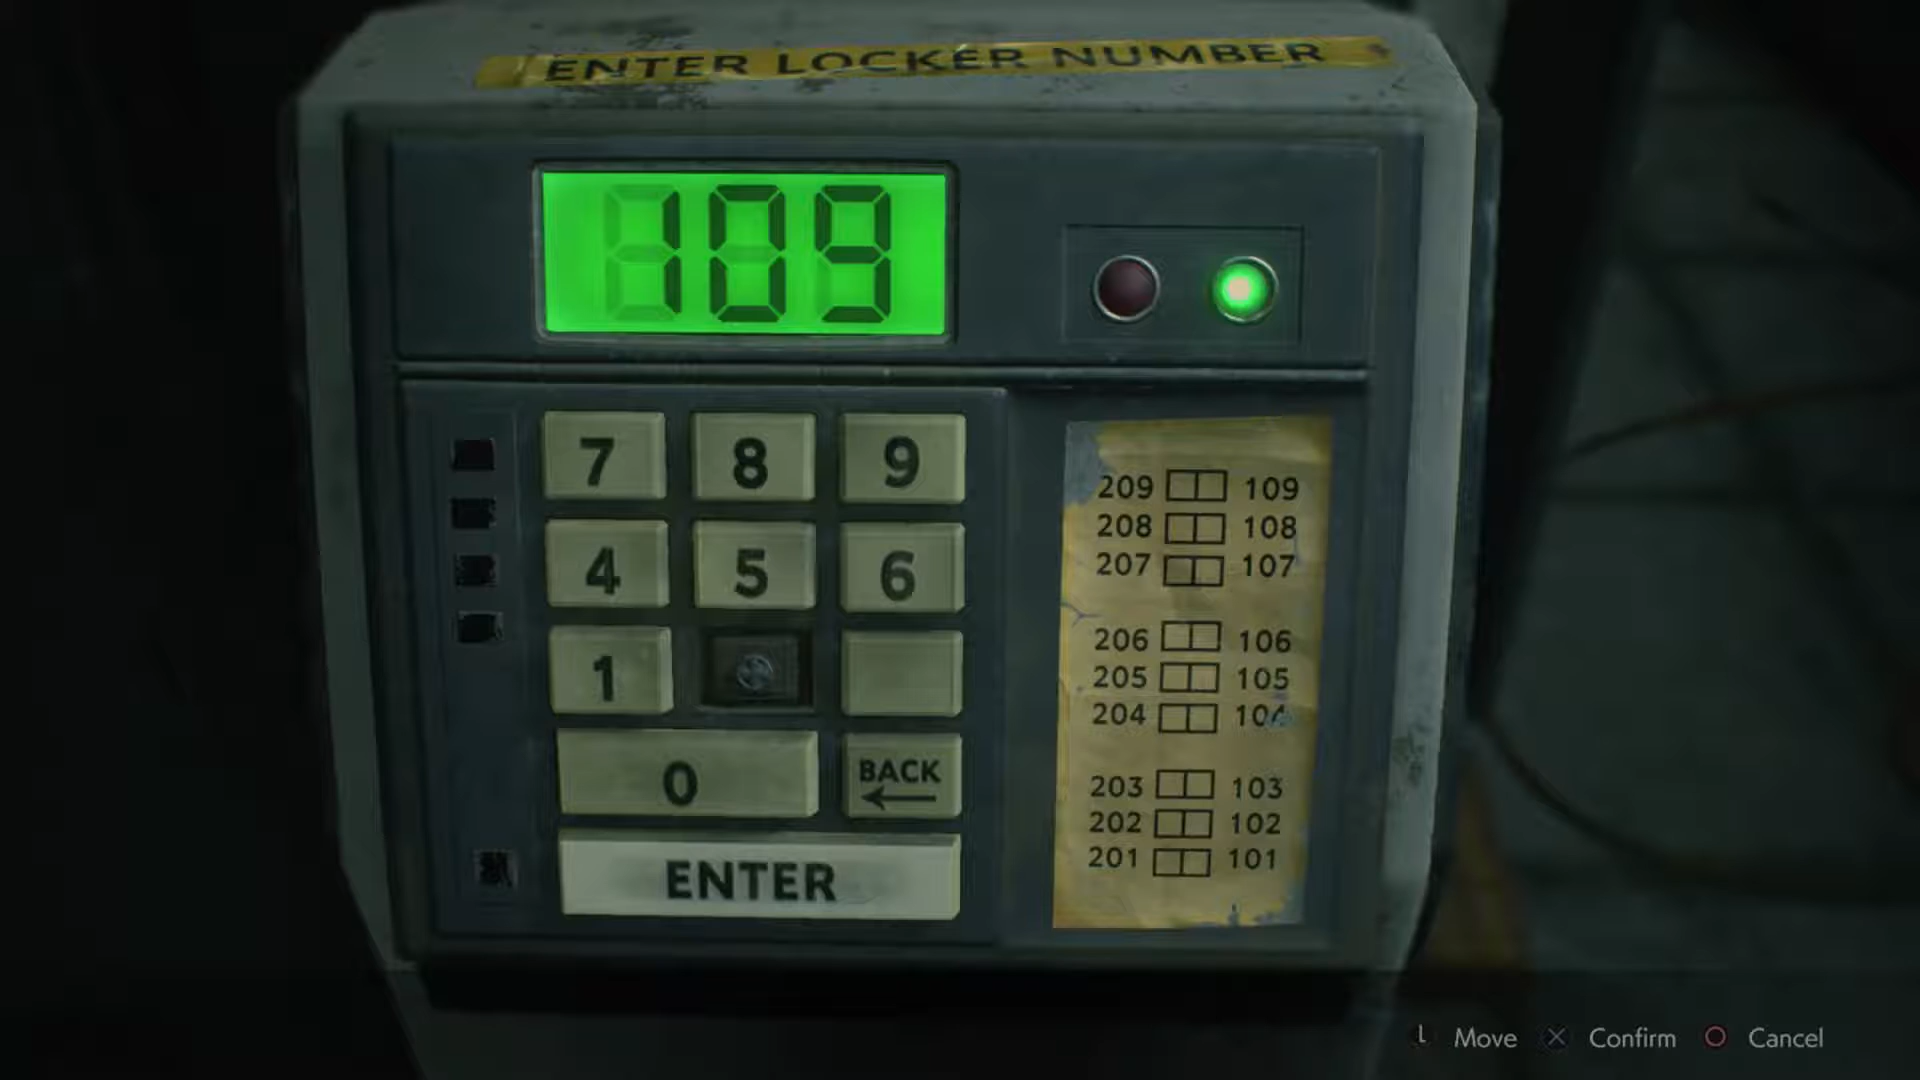 ENTER LOCKER NUMBER
109
7 8 9
4 5 6
1
0 BACK
ENTER
209 109
208 108
207 107
206 106
205 105
204 104
203 103
202 102
201 101
L Move X Confirm O Cancel